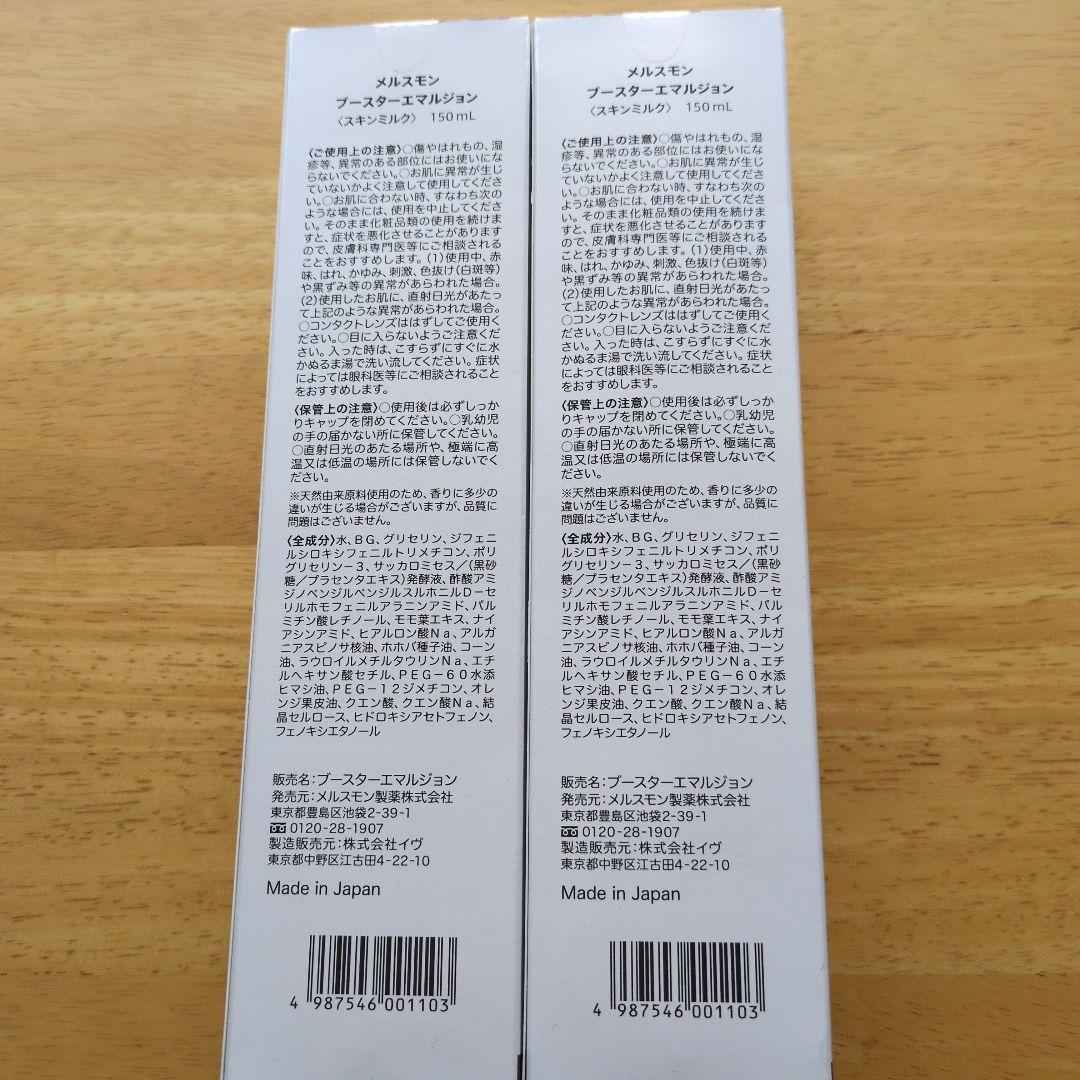 メルスモン
ブースターエマルジョン
〈スキンミルク〉 150mL
〈ご使用上の注意〉○傷やはれもの、湿
疹等、異常のある部位にはお使いにな
らないでください。○お肌に異常が生じ
ていないかよく注意して使用してくださ
い。○お肌に合わない時、すなわち次の
ような場合には、使用を中止してくださ
い。そのまま化粧品類の使用を続けま
すと、症状を悪化させることがあります
ので、皮膚科専門医等にご相談される
ことをおすすめします。(1)使用中、赤
味、はれ、かゆみ、刺激、色抜け(白斑等)
や黒ずみ等の異常があらわれた場合。
(2)使用したお肌に、直射日光があたっ
て上記のような異常があらわれた場合。
○コンタクトレンズははずしてご使用く
ださい。○目に入らないようご注意くだ
さい。入った時は、こすらずにすぐに水
かぬるま湯で洗い流してください。症状
によっては眼科医等にご相談されること
をおすすめします。
〈保管上の注意〉○使用後は必ずしっか
りキャップを閉めてください。○乳幼児
の手の届かない所に保管してください。
○直射日光のあたる場所や、極端に高
温又は低温の場所には保管しないでく
ださい。
※天然由来原料使用のため、香りに多少の
違いが生じる場合がございますが、品質に
問題はございません。
〈全成分〉水、BG、グリセリン、ジフェニ
ルシロキシフェニルトリメチコン、ポリ
グリセリン－3、サッカロミセス／(黒砂
糖／プラセンタエキス)発酵液、酢酸アミ
ジノベンジルベンジルスルホニルD－セ
リルホモフェニルアラニンアミド、パル
ミチン酸レチノール、モモ葉エキス、ナイ
アシンアミド、ヒアルロン酸Na、アルガ
ニアスピノサ核油、ホホバ種子油、コーン
油、ラウロイルメチルタウリンNa、エチ
ルヘキサン酸セチル、PEG－60水添
ヒマシ油、PEG－12ジメチコン、オレ
ンジ果皮油、クエン酸、クエン酸Na、結
晶セルロース、ヒドロキシアセトフェノン、
フェノキシエタノール
販売名：ブースターエマルジョン
発売元：メルスモン製薬株式会社
東京都豊島区池袋2-39-1
0120-28-1907
製造販売元：株式会社イヴ
東京都中野区江古田4-22-10
Made in Japan
4 987546 001103
メルスモン
ブースターエマルジョン
〈スキンミルク〉 150mL
〈ご使用上の注意〉○傷やはれもの、湿
疹等、異常のある部位にはお使いにな
らないでください。○お肌に異常が生じ
ていないかよく注意して使用してくださ
い。○お肌に合わない時、すなわち次の
ような場合には、使用を中止してくださ
い。そのまま化粧品類の使用を続けま
すと、症状を悪化させることがあります
ので、皮膚科専門医等にご相談される
ことをおすすめします。(1)使用中、赤
味、はれ、かゆみ、刺激、色抜け(白斑等)
や黒ずみ等の異常があらわれた場合。
(2)使用したお肌に、直射日光があたっ
て上記のような異常があらわれた場合。
○コンタクトレンズははずしてご使用く
ださい。○目に入らないようご注意くだ
さい。入った時は、こすらずにすぐに水
かぬるま湯で洗い流してください。症状
によっては眼科医等にご相談されること
をおすすめします。
〈保管上の注意〉○使用後は必ずしっか
りキャップを閉めてください。○乳幼児
の手の届かない所に保管してください。
○直射日光のあたる場所や、極端に高
温又は低温の場所には保管しないでく
ださい。
※天然由来原料使用のため、香りに多少の
違いが生じる場合がございますが、品質に
問題はございません。
〈全成分〉水、BG、グリセリン、ジフェニ
ルシロキシフェニルトリメチコン、ポリ
グリセリン－3、サッカロミセス／(黒砂
糖／プラセンタエキス)発酵液、酢酸アミ
ジノベンジルベンジルスルホニルD－セ
リルホモフェニルアラニンアミド、パル
ミチン酸レチノール、モモ葉エキス、ナイ
アシンアミド、ヒアルロン酸Na、アルガ
ニアスピノサ核油、ホホバ種子油、コーン
油、ラウロイルメチルタウリンNa、エチ
ルヘキサン酸セチル、PEG－60水添
ヒマシ油、PEG－12ジメチコン、オレ
ンジ果皮油、クエン酸、クエン酸Na、結
晶セルロース、ヒドロキシアセトフェノン、
フェノキシエタノール
販売名：ブースターエマルジョン
発売元：メルスモン製薬株式会社
東京都豊島区池袋2-39-1
0120-28-1907
製造販売元：株式会社イヴ
東京都中野区江古田4-22-10
Made in Japan
4 987546 001103